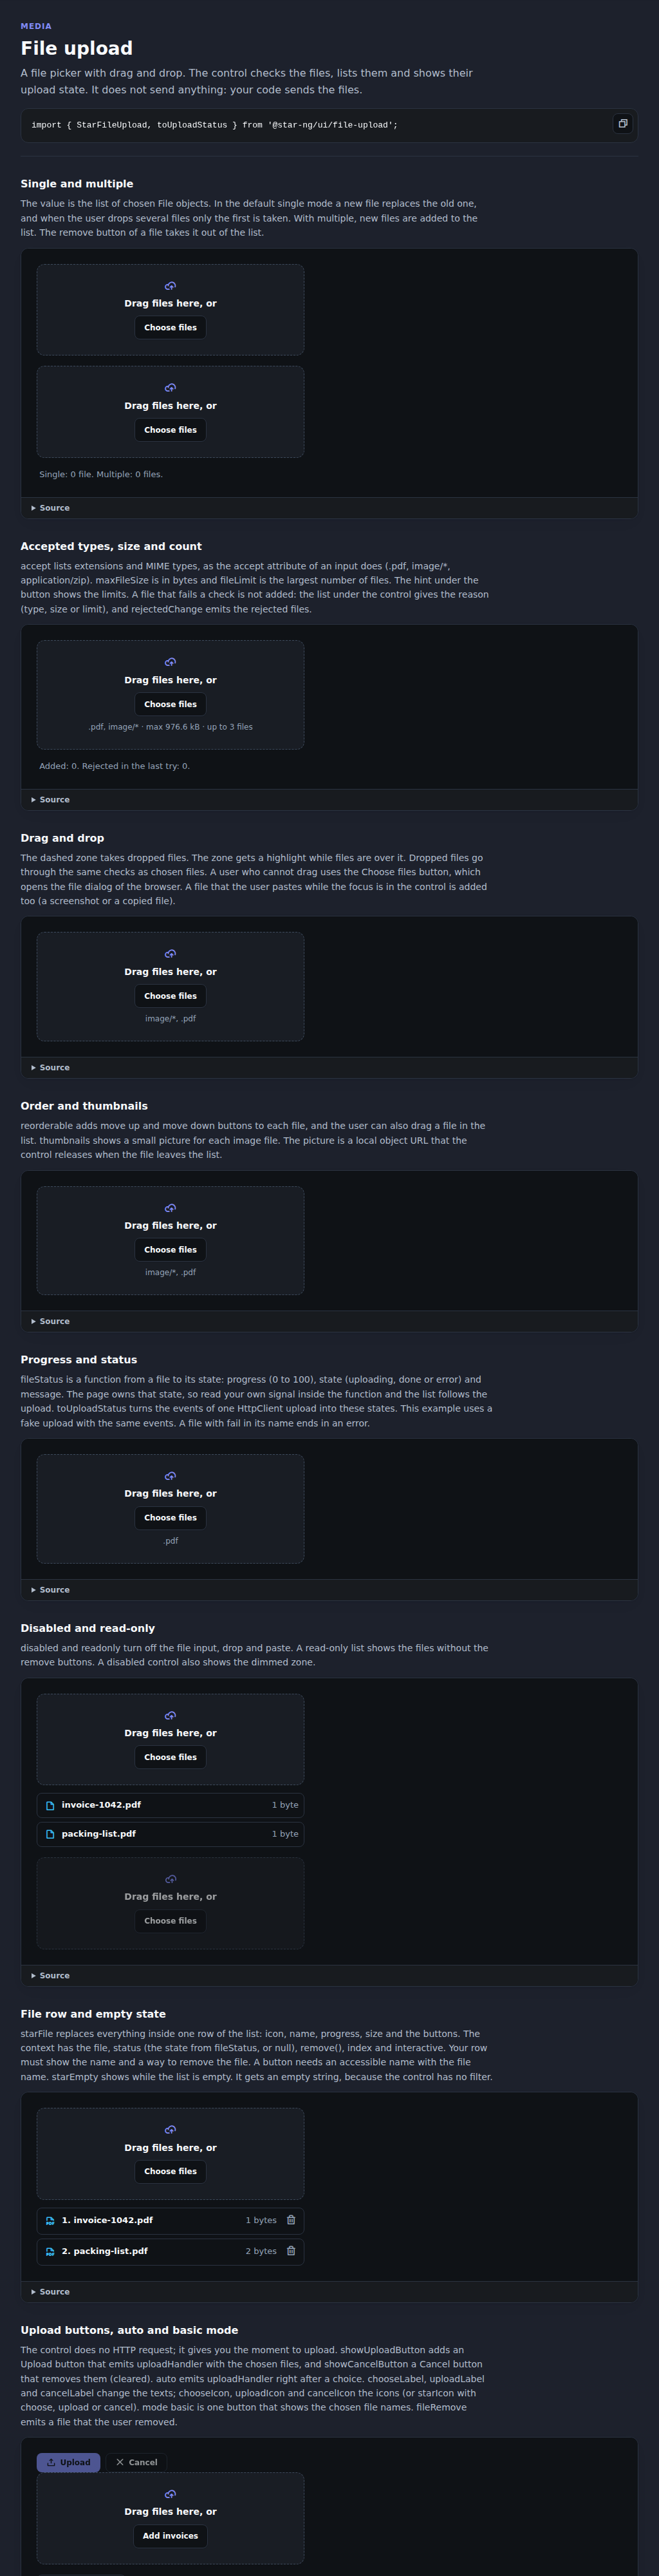 MEDIA
File upload
A file picker with drag and drop. The control checks the files, lists them and shows their
upload state. It does not send anything: your code sends the files.
import { StarFileUpload, toUploadStatus } from '@star-ng/ui/file-upload';
Single and multiple
The value is the list of chosen File objects. In the default single mode a new file replaces the old one,
and when the user drops several files only the first is taken. With multiple, new files are added to the
list. The remove button of a file takes it out of the list.
Drag files here, or
Choose files
Drag files here, or
Choose files
Single: 0 file. Multiple: 0 files.
Source
Accepted types, size and count
accept lists extensions and MIME types, as the accept attribute of an input does (.pdf, image/*,
application/zip). maxFileSize is in bytes and fileLimit is the largest number of files. The hint under the
button shows the limits. A file that fails a check is not added: the list under the control gives the reason
(type, size or limit), and rejectedChange emits the rejected files.
Drag files here, or
Choose files
.pdf, image/* · max 976.6 kB · up to 3 files
Added: 0. Rejected in the last try: 0.
Source
Drag and drop
The dashed zone takes dropped files. The zone gets a highlight while files are over it. Dropped files go
through the same checks as chosen files. A user who cannot drag uses the Choose files button, which
opens the file dialog of the browser. A file that the user pastes while the focus is in the control is added
too (a screenshot or a copied file).
Drag files here, or
Choose files
image/*, .pdf
Source
Order and thumbnails
reorderable adds move up and move down buttons to each file, and the user can also drag a file in the
list. thumbnails shows a small picture for each image file. The picture is a local object URL that the
control releases when the file leaves the list.
Drag files here, or
Choose files
image/*, .pdf
Source
Progress and status
fileStatus is a function from a file to its state: progress (0 to 100), state (uploading, done or error) and
message. The page owns that state, so read your own signal inside the function and the list follows the
upload. toUploadStatus turns the events of one HttpClient upload into these states. This example uses a
fake upload with the same events. A file with fail in its name ends in an error.
Drag files here, or
Choose files
.pdf
Source
Disabled and read-only
disabled and readonly turn off the file input, drop and paste. A read-only list shows the files without the
remove buttons. A disabled control also shows the dimmed zone.
Drag files here, or
Choose files
invoice-1042.pdf 1 byte
packing-list.pdf 1 byte
Drag files here, or
Choose files
Source
File row and empty state
starFile replaces everything inside one row of the list: icon, name, progress, size and the buttons. The
context has the file, status (the state from fileStatus, or null), remove(), index and interactive. Your row
must show the name and a way to remove the file. A button needs an accessible name with the file
name. starEmpty shows while the list is empty. It gets an empty string, because the control has no filter.
Drag files here, or
Choose files
1. invoice-1042.pdf 1 bytes
2. packing-list.pdf 2 bytes
Source
Upload buttons, auto and basic mode
The control does no HTTP request; it gives you the moment to upload. showUploadButton adds an
Upload button that emits uploadHandler with the chosen files, and showCancelButton a Cancel button
that removes them (cleared). auto emits uploadHandler right after a choice. chooseLabel, uploadLabel
and cancelLabel change the texts; chooseIcon, uploadIcon and cancelIcon the icons (or starIcon with
choose, upload or cancel). mode basic is one button that shows the chosen file names. fileRemove
emits a file that the user removed.
Upload Cancel
Drag files here, or
Add invoices